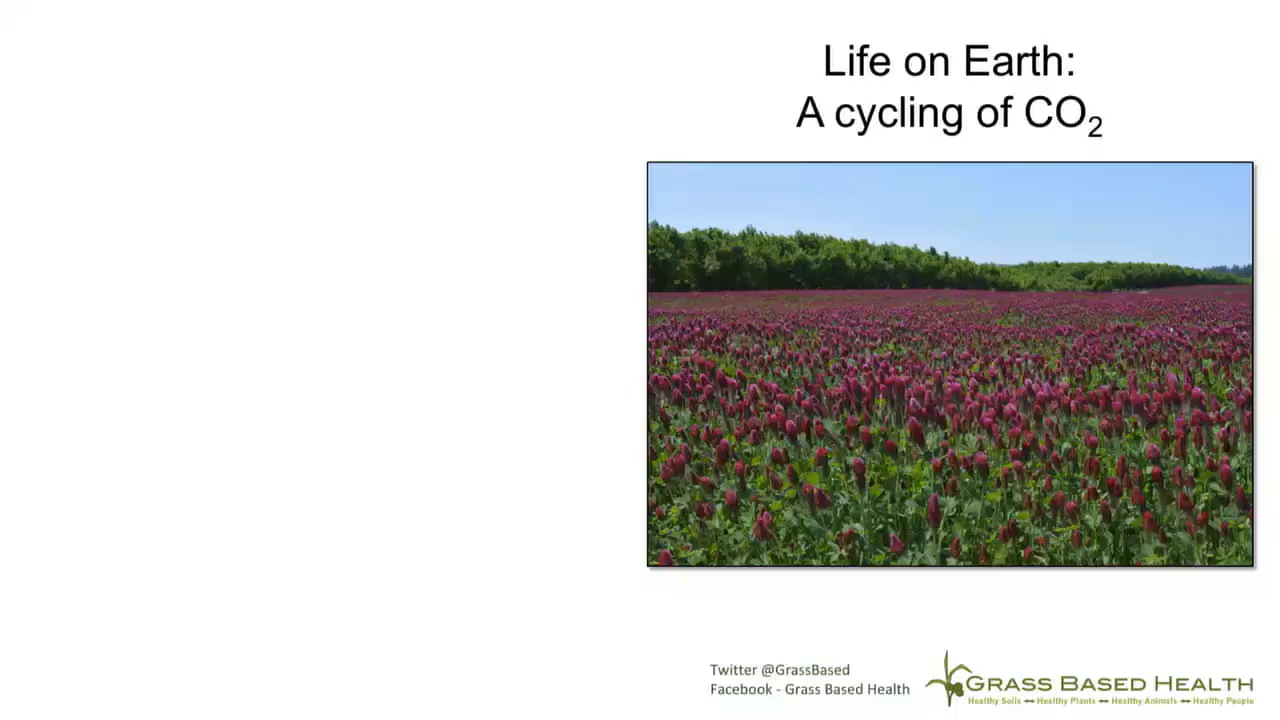 Life on Earth:
A cycling of CO₂
Twitter @GrassBased
Facebook - Grass Based Health
GRASS BASED HEALTH
Healthy Soils ↔ Healthy Plants ↔ Healthy Animals ↔ Healthy People